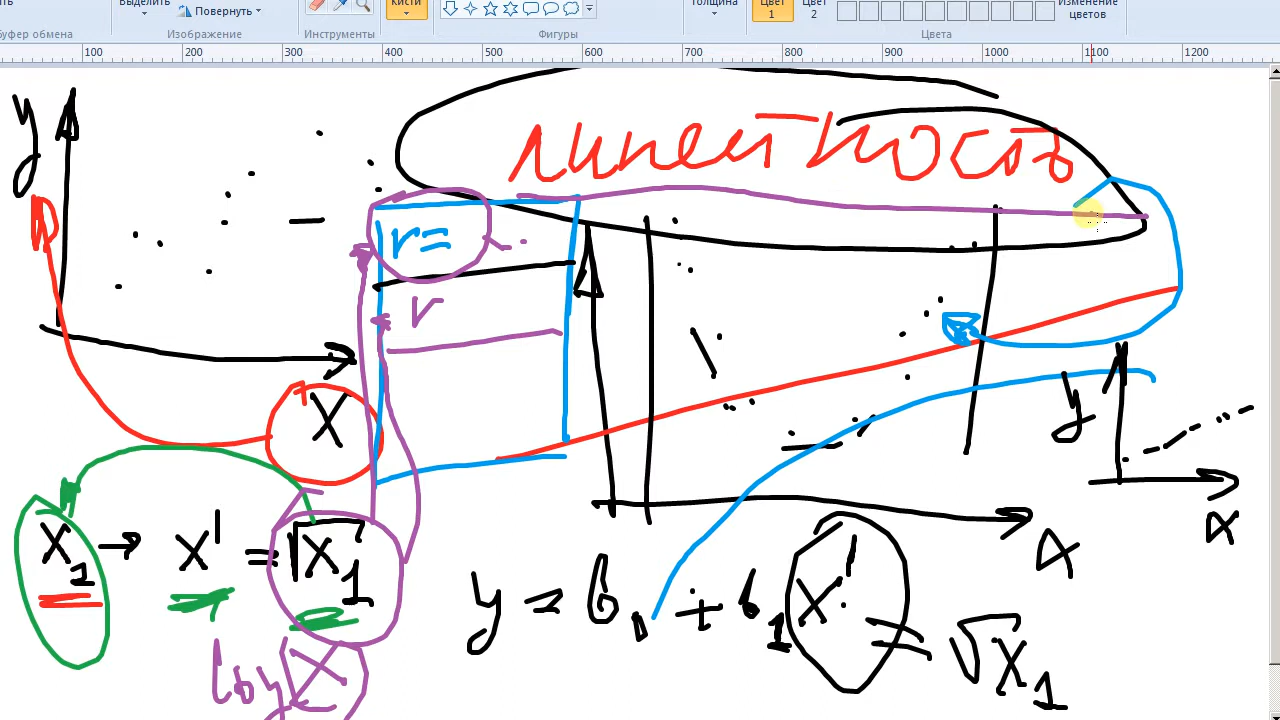 Выделить
Повернуть
Кисти
Толщина
Цвет
1
Цвет
2
Изменение
цветов
буфер обмена
Изображение
Инструменты
Фигуры
Цвета
100 200 300 400 500 600 700 800 900 1000 1100 1200
y
линейность
r=
r
x
y
x
x
x₁ → x' = √x₁
y = b₀ + b₁x' = √x₁
log x